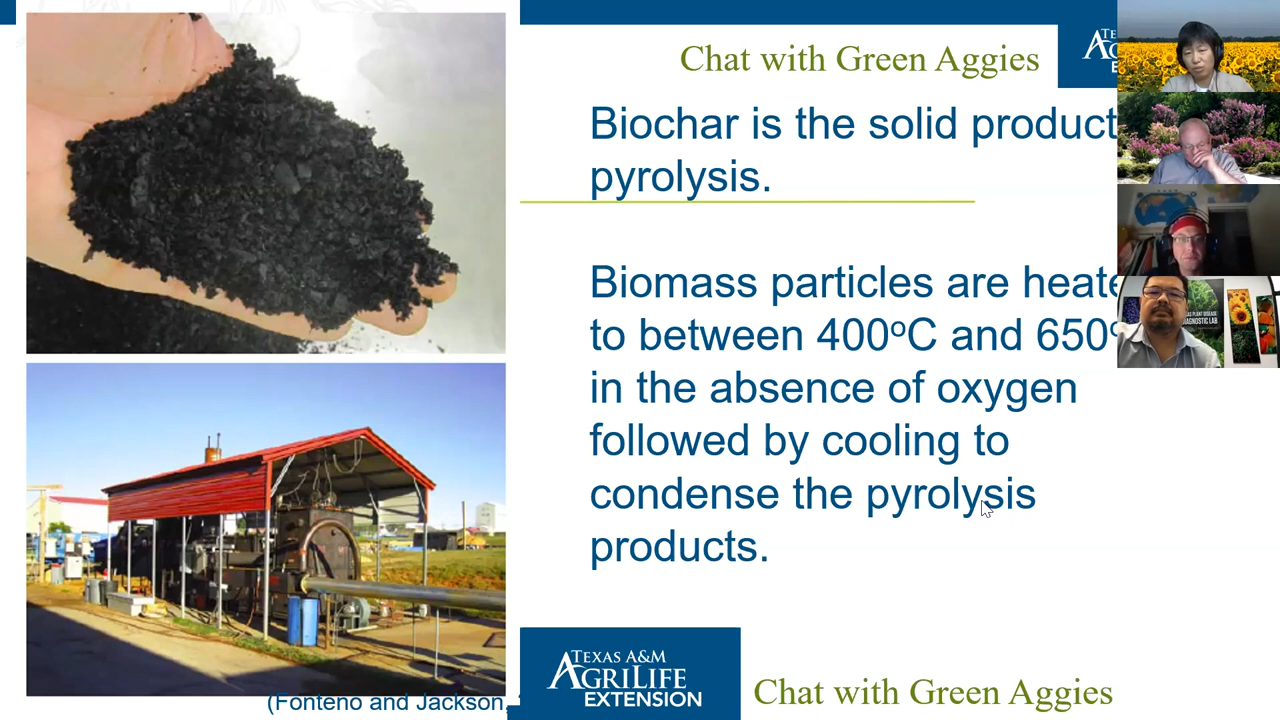 Chat with Green Aggies
Biochar is the solid product
pyrolysis.
Biomass particles are heate
to between 400ºC and 650º
in the absence of oxygen
followed by cooling to
condense the pyrolysis
products.
(Fonteno and Jackson,
TEXAS A&M
AGRILIFE
EXTENSION
Chat with Green Aggies
DIAGNOSTIC LAB